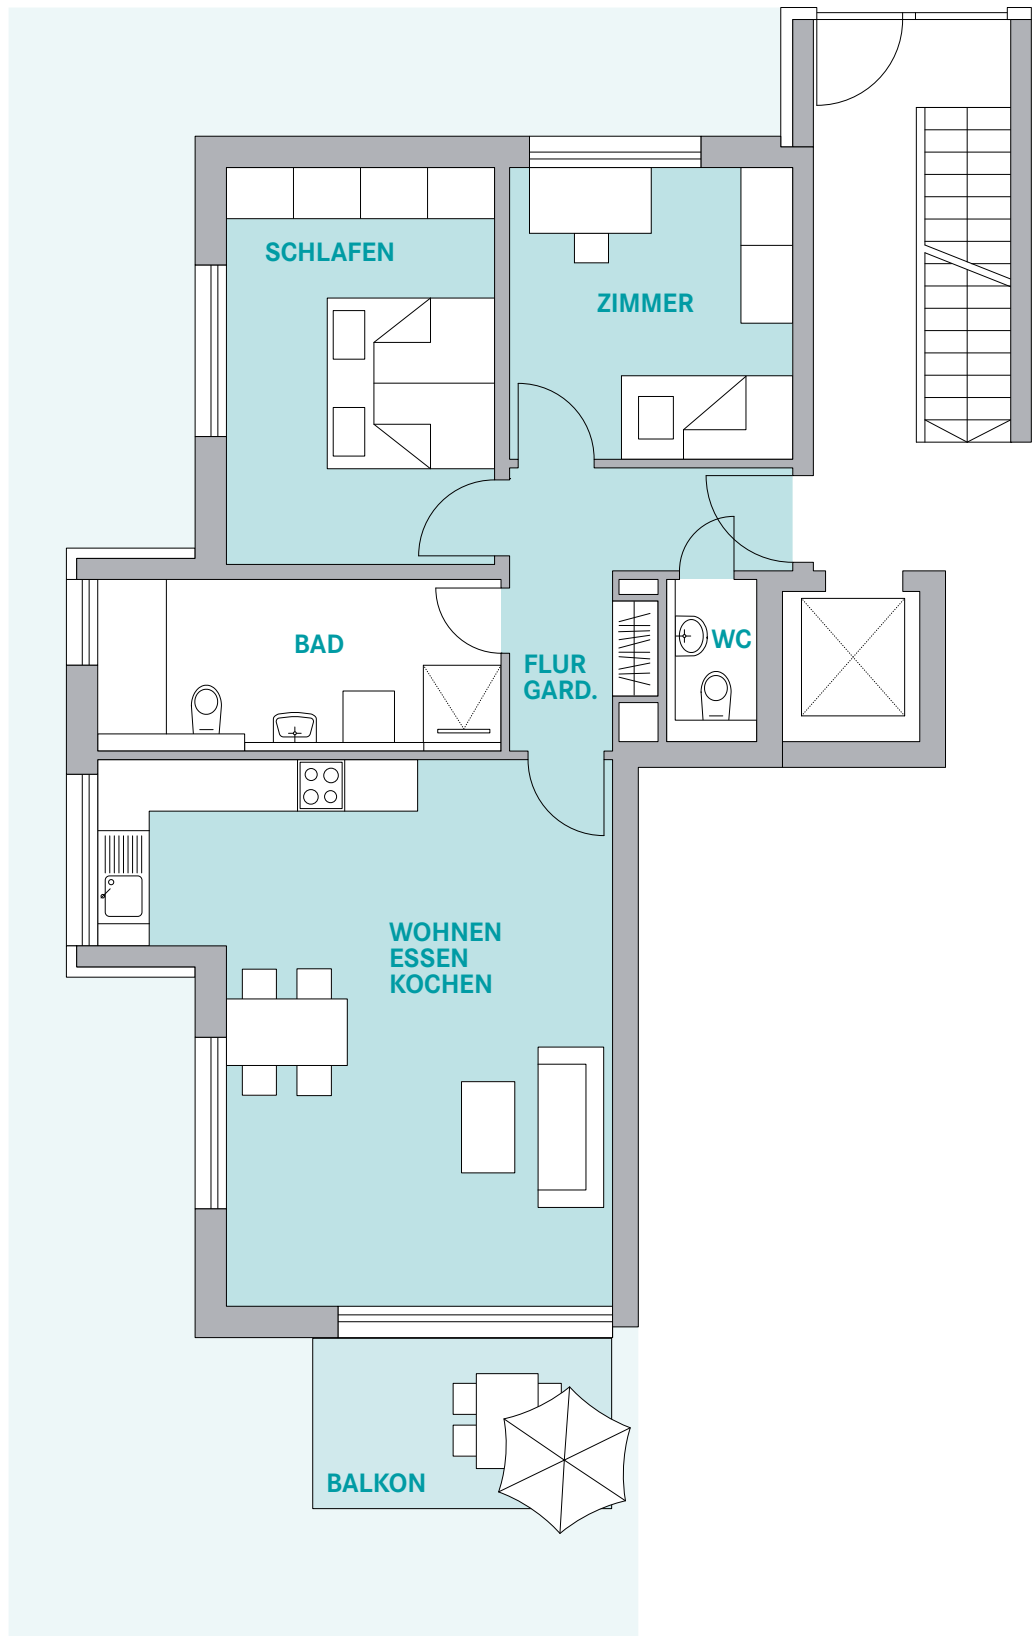 SCHLAFEN
ZIMMER
BAD
FLUR
GARD.
WC
WOHNEN
ESSEN
KOCHEN
BALKON